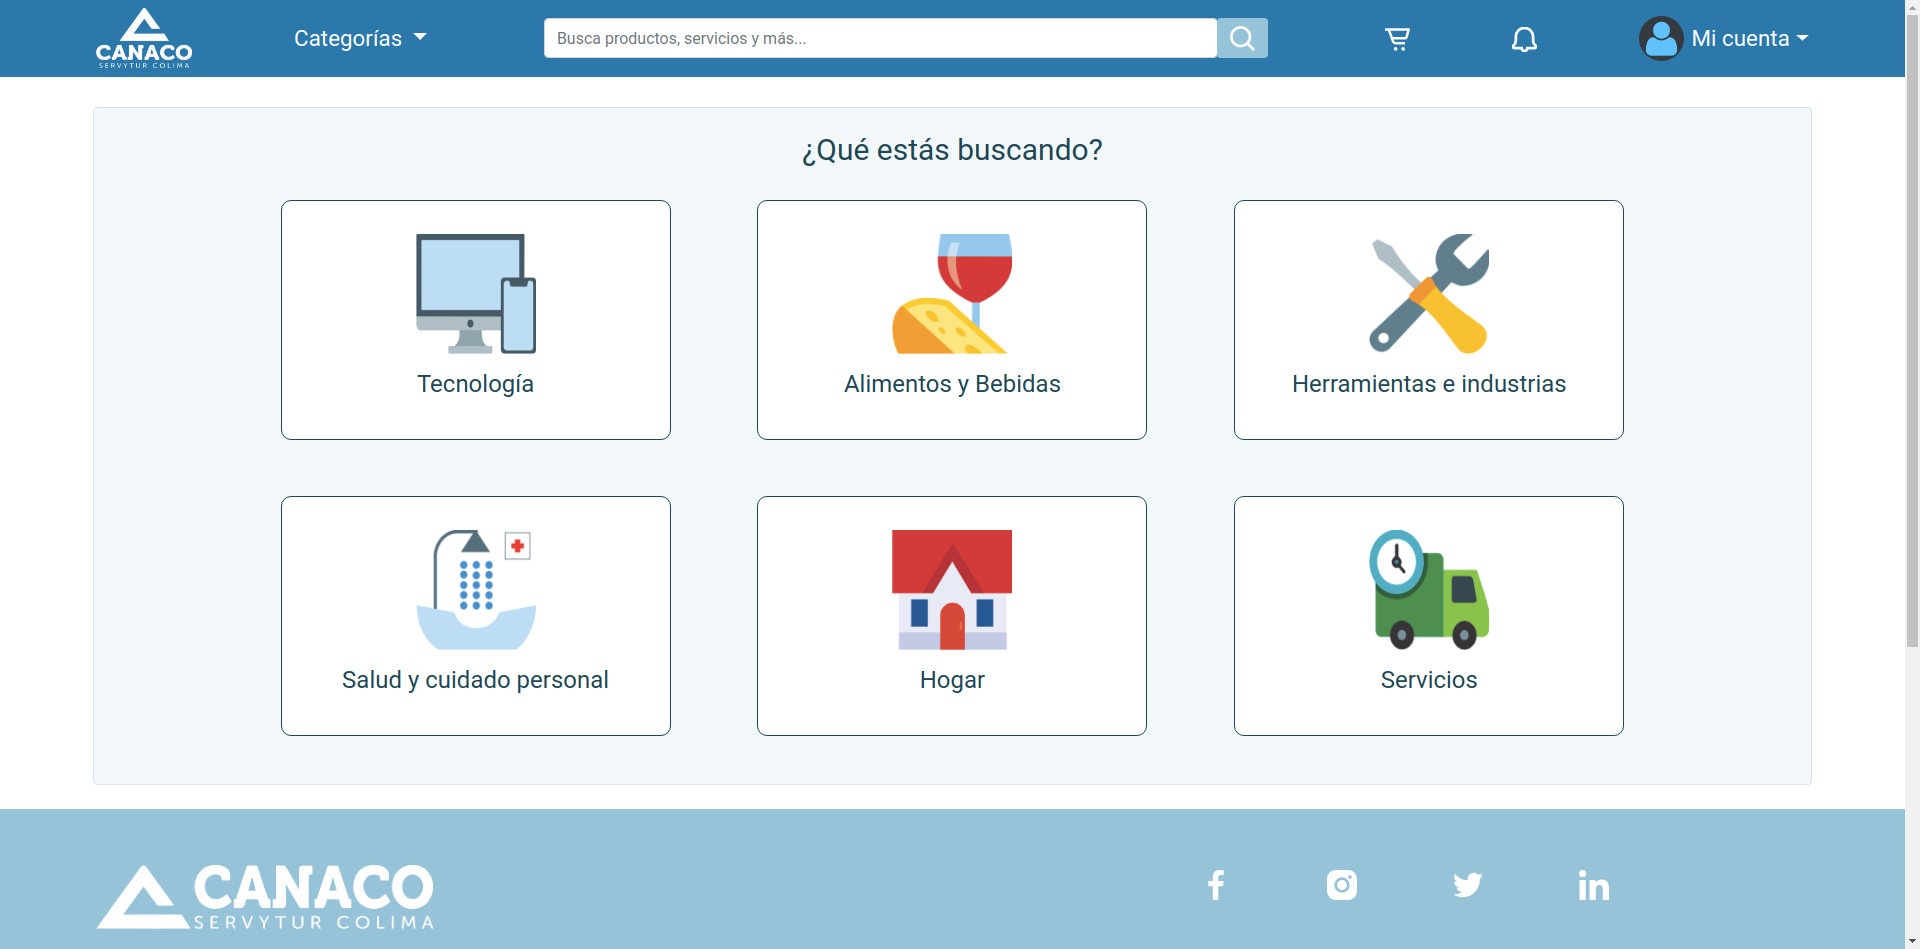 CANACO
SERVYTUR COLIMA
Categorías
Busca productos, servicios y más...
Mi cuenta
¿Qué estás buscando?
Tecnología
Alimentos y Bebidas
Herramientas e industrias
Salud y cuidado personal
Hogar
Servicios
CANACO
SERVYTUR COLIMA